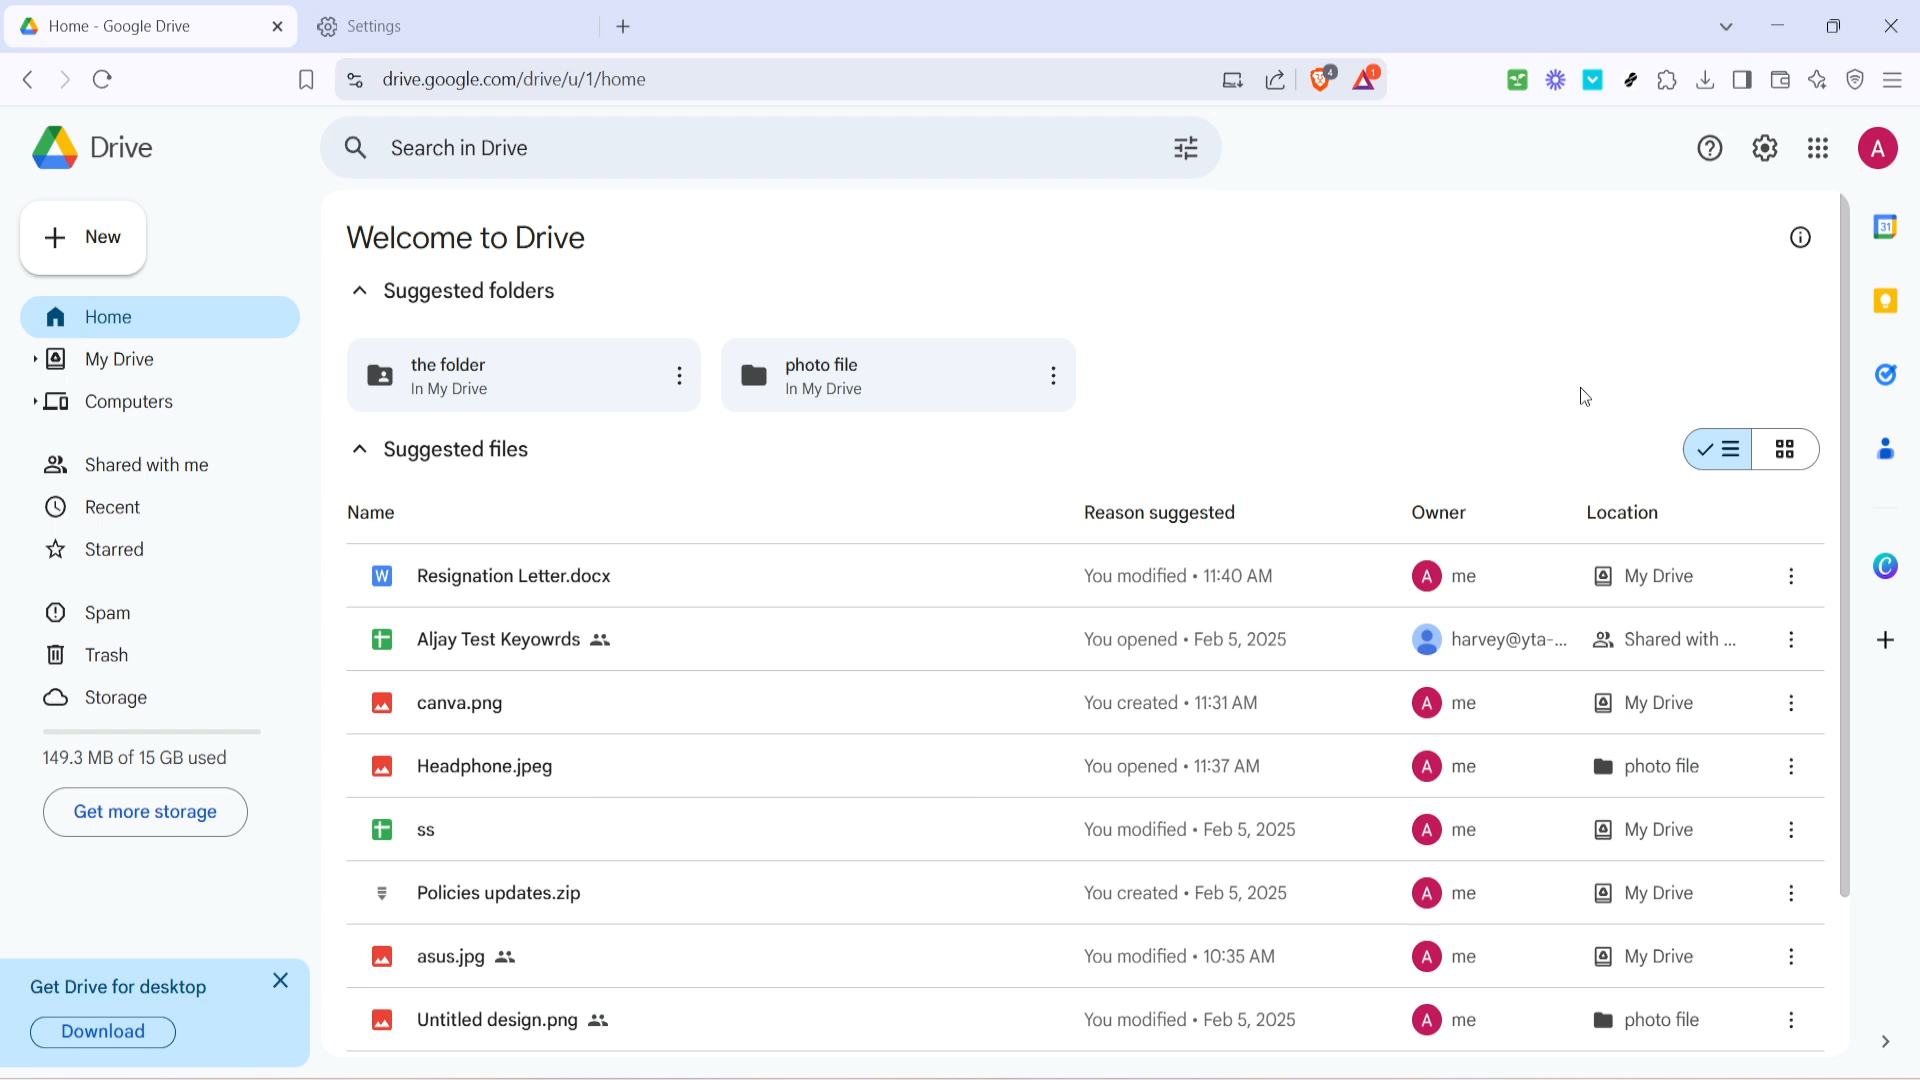 Home - Google Drive
Settings
drive.google.com/drive/u/1/home
4
1
Drive
Search in Drive
A
New
Welcome to Drive
31
Suggested folders
Home
My Drive
the folder
In My Drive
photo file
In My Drive
Computers
Suggested files
Shared with me
Recent
Name Reason suggested Owner Location
Starred
W Resignation Letter.docx You modified • 11:40 AM A me My Drive
Spam
Aljay Test Keyowrds You opened • Feb 5, 2025 harvey@yta-... Shared with ...
Trash
Storage
canva.png You created • 11:31 AM A me My Drive
149.3 MB of 15 GB used
Headphone.jpeg You opened • 11:37 AM A me photo file
Get more storage
ss You modified • Feb 5, 2025 A me My Drive
Policies updates.zip You created • Feb 5, 2025 A me My Drive
asus.jpg You modified • 10:35 AM A me My Drive
Get Drive for desktop
Untitled design.png You modified • Feb 5, 2025 A me photo file
Download